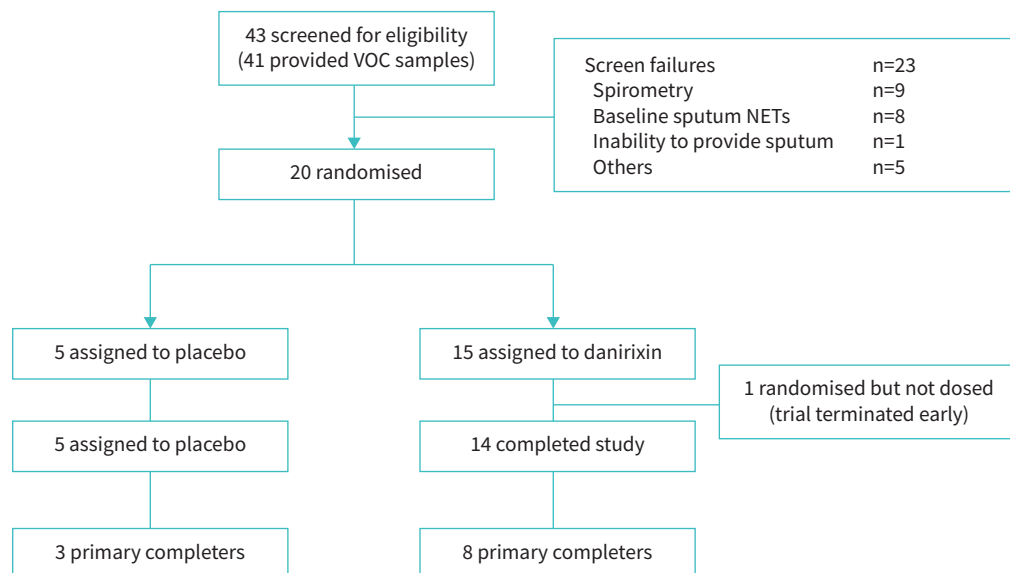 43 screened for eligibility
(41 provided VOC samples)
Screen failures n=23
Spirometry n=9
Baseline sputum NETs n=8
Inability to provide sputum n=1
Others n=5
20 randomised
5 assigned to placebo
15 assigned to danirixin
1 randomised but not dosed
(trial terminated early)
5 assigned to placebo
14 completed study
3 primary completers
8 primary completers